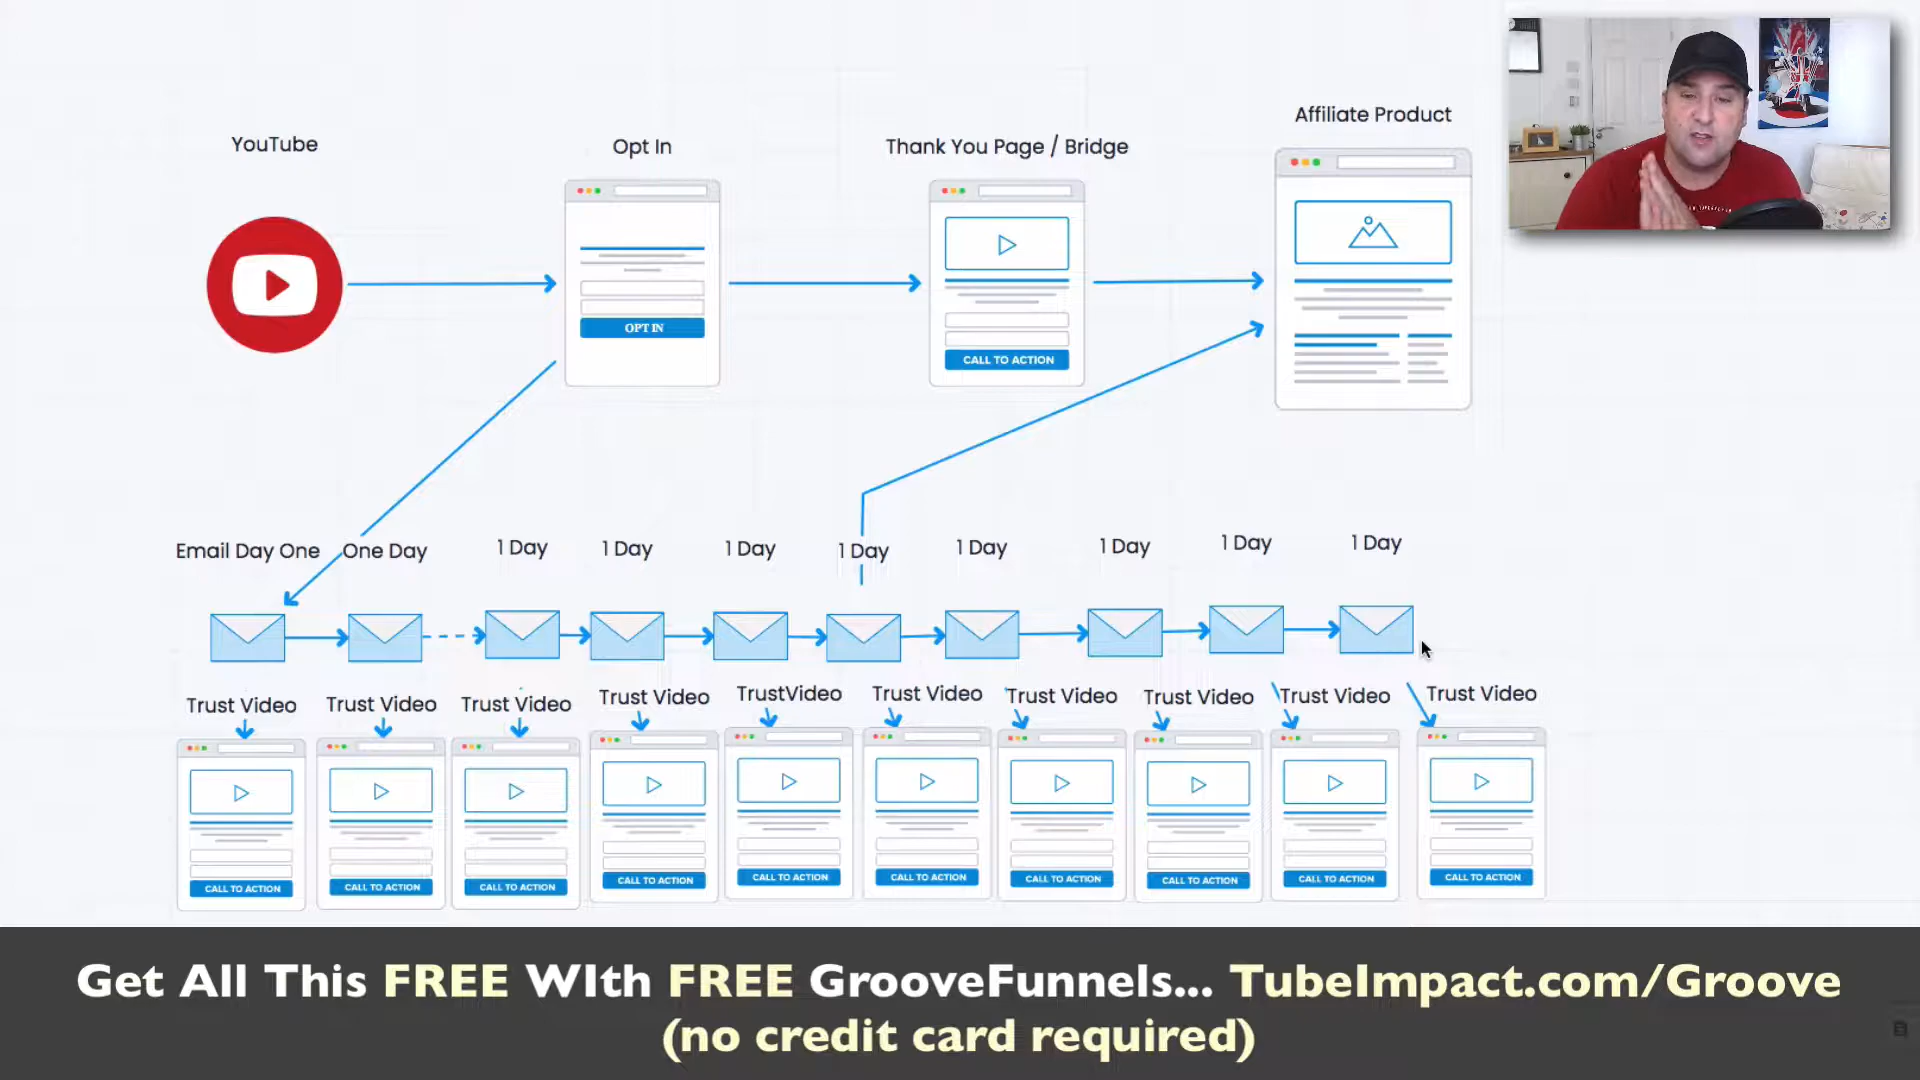 YouTube
Opt In
Thank You Page / Bridge
Affiliate Product
OPT IN
CALL TO ACTION
Email Day One
One Day
1 Day
1 Day
1 Day
1 Day
1 Day
1 Day
1 Day
1 Day
Trust Video
Trust Video
Trust Video
Trust Video
TrustVideo
Trust Video
Trust Video
Trust Video
Trust Video
Trust Video
CALL TO ACTION
CALL TO ACTION
CALL TO ACTION
CALL TO ACTION
CALL TO ACTION
CALL TO ACTION
CALL TO ACTION
CALL TO ACTION
CALL TO ACTION
CALL TO ACTION
Get All This FREE WIth FREE GrooveFunnels... TubeImpact.com/Groove
(no credit card required)